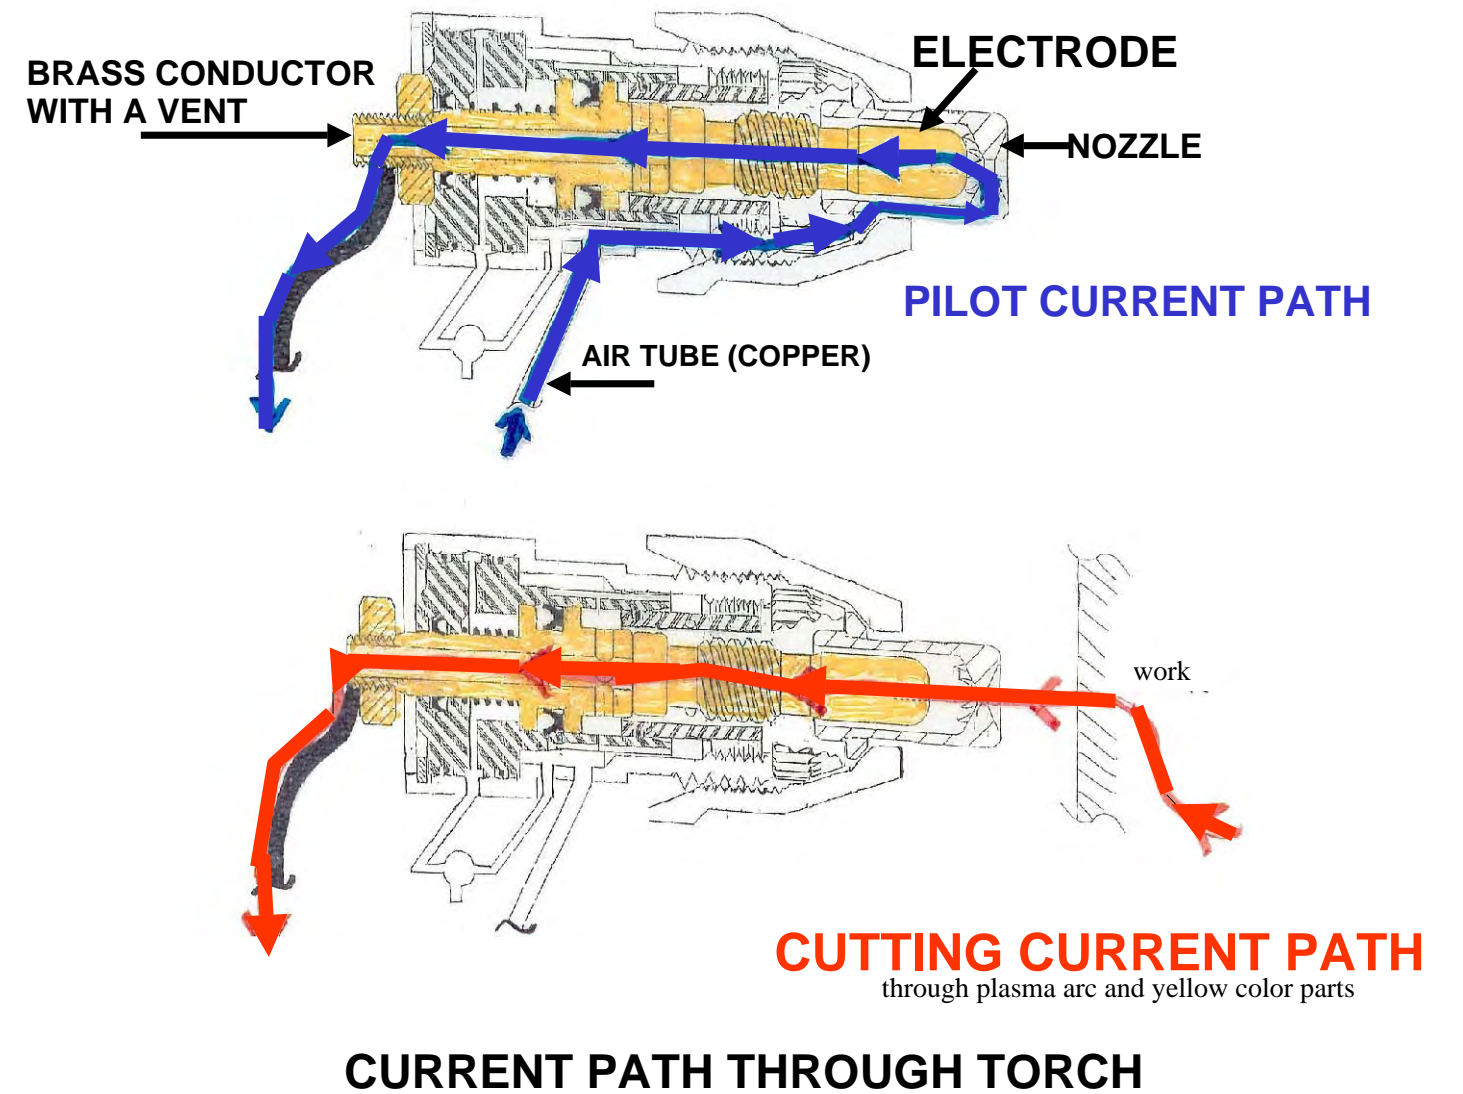 ELECTRODE
BRASS CONDUCTOR
WITH A VENT
NOZZLE
PILOT CURRENT PATH
AIR TUBE (COPPER)
work
CUTTING CURRENT PATH
through plasma arc and yellow color parts
CURRENT PATH THROUGH TORCH